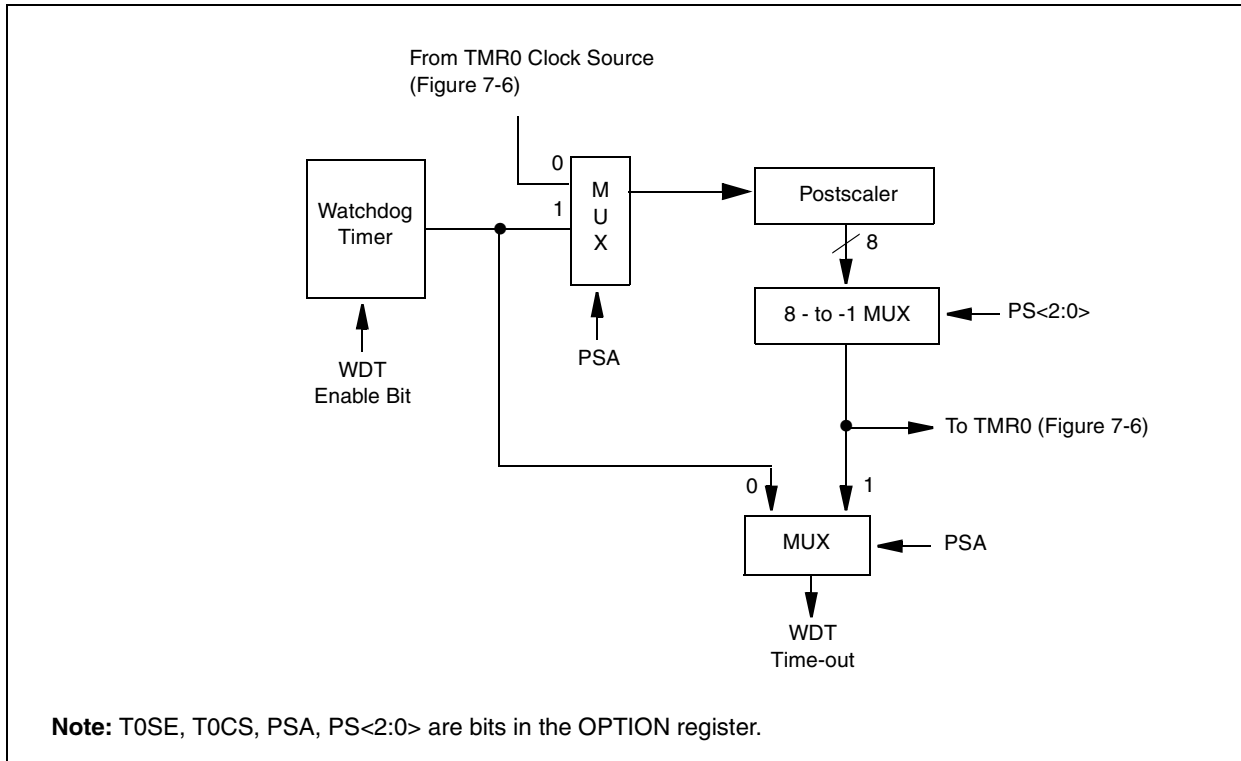 From TMR0 Clock Source
(Figure 7-6)
0
M
U
X
1
Watchdog
Timer
Postscaler
8
8 - to -1 MUX
PS<2:0>
PSA
WDT
Enable Bit
To TMR0 (Figure 7-6)
0
1
MUX
PSA
WDT
Time-out
Note: T0SE, T0CS, PSA, PS<2:0> are bits in the OPTION register.